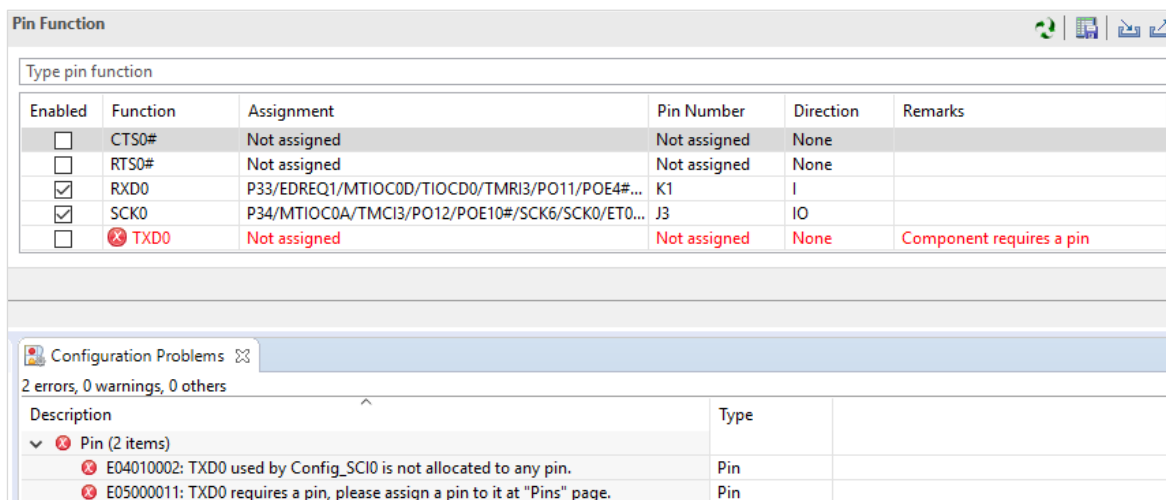 Pin Function
Type pin function
Enabled Function Assignment Pin Number Direction Remarks
CTS0# Not assigned Not assigned None
RTS0# Not assigned Not assigned None
RXD0 P33/EDREQ1/MTIOC0D/TIOCD0/TMRI3/PO11/POE4#... K1 I
SCK0 P34/MTIOC0A/TMCI3/PO12/POE10#/SCK6/SCK0/ET0... J3 IO
TXD0 Not assigned Not assigned None Component requires a pin
Configuration Problems
2 errors, 0 warnings, 0 others
Description Type
Pin (2 items)
E04010002: TXD0 used by Config_SCI0 is not allocated to any pin. Pin
E05000011: TXD0 requires a pin, please assign a pin to it at "Pins" page. Pin